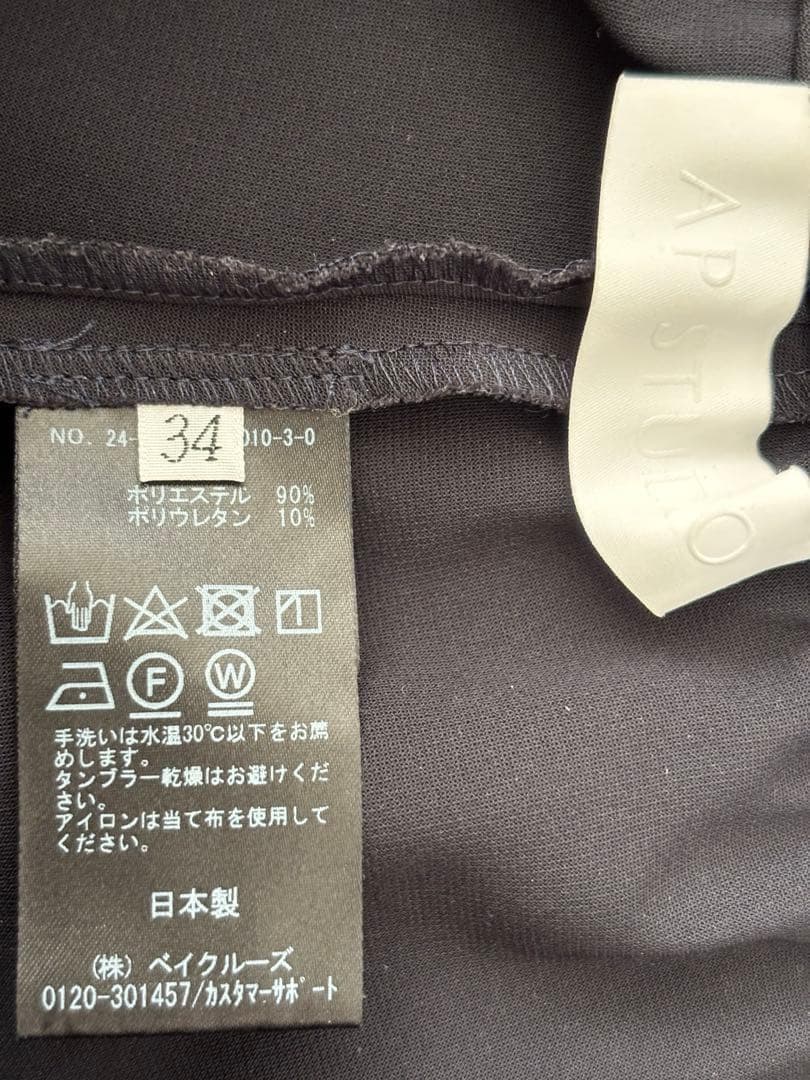 NO. 24-
34
010-3-0
ポリエステル 90%
ポリウレタン 10%
F
W
手洗いは水温30℃以下をお薦
めします。
タンブラー乾燥はお避けくだ
さい。
アイロンは当て布を使用して
ください。
日本製
(株) ベイクルーズ
0120-301457/カスタマーサポート
AP STUDIO